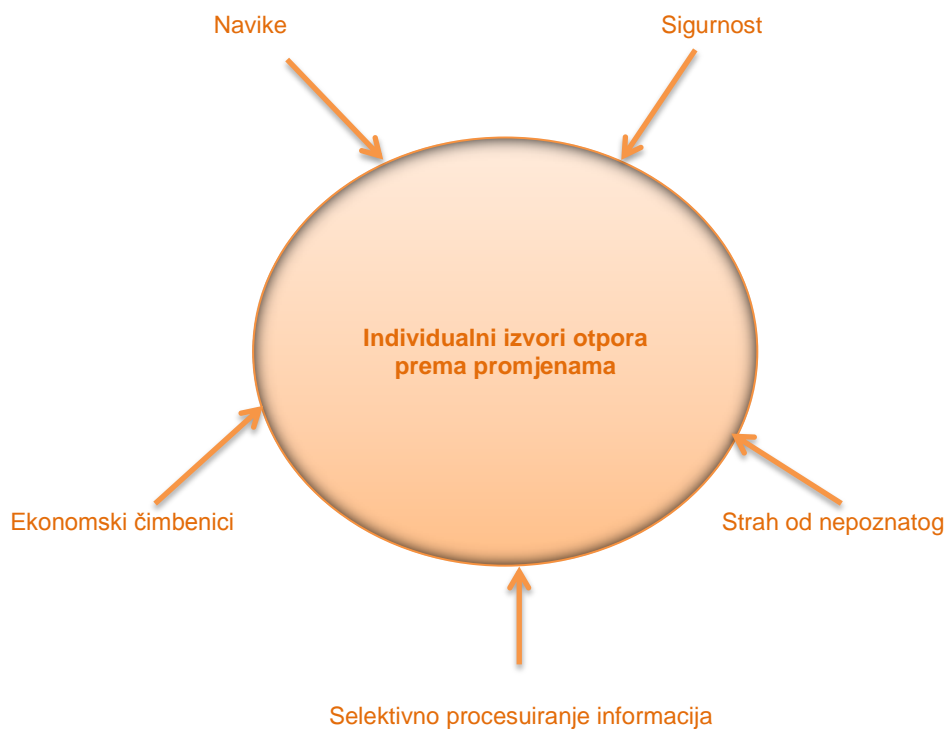 Navike
Sigurnost
Individualni izvori otpora
prema promjenama
Ekonomski čimbenici
Strah od nepoznatog
Selektivno procesuiranje informacija